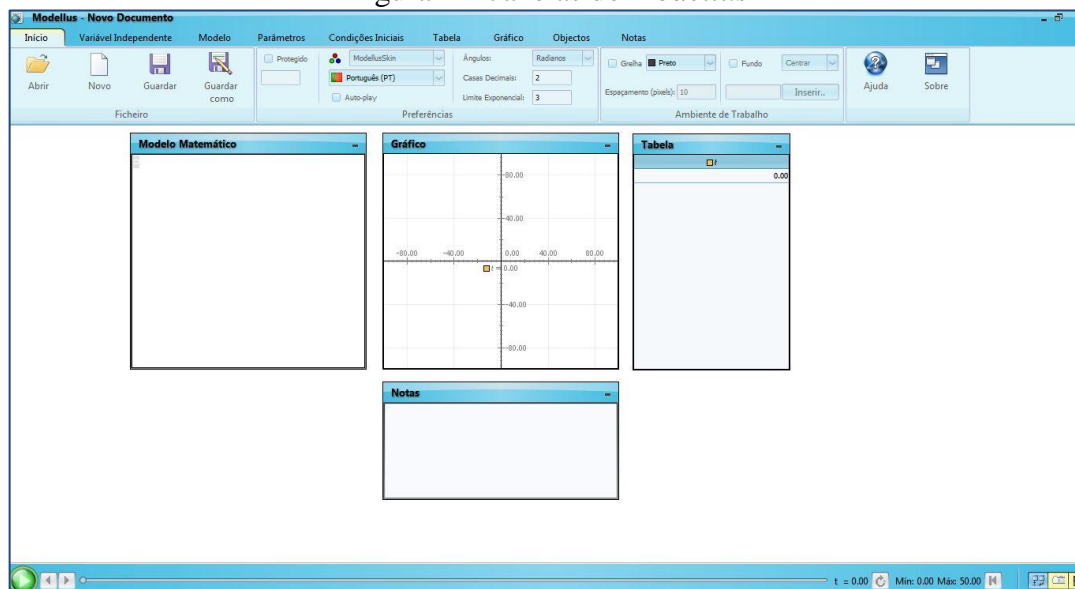 Modellus - Novo Documento
Início Variável Independente Modelo Parâmetros Condições Iniciais Tabela Gráfico Objectos Notas
Abrir Novo Guardar Guardar como
Ficheiro
Protegido ModellusSkin Ângulos: Radianos
Português (PT) Casas Decimais: 2
Auto-play Limite Exponencial: 3
Preferências
Grelha Preto Fundo Centrar
Espaçamento (pixels): 10 Inserir..
Ambiente de Trabalho
Ajuda Sobre
Modelo Matemático
Gráfico
80.00
40.00
-80.00 -40.00 0.00 40.00 80.00
t = 0.00
-40.00
-80.00
Tabela
t
0.00
Notas
t = 0.00 Min: 0.00 Máx: 50.00